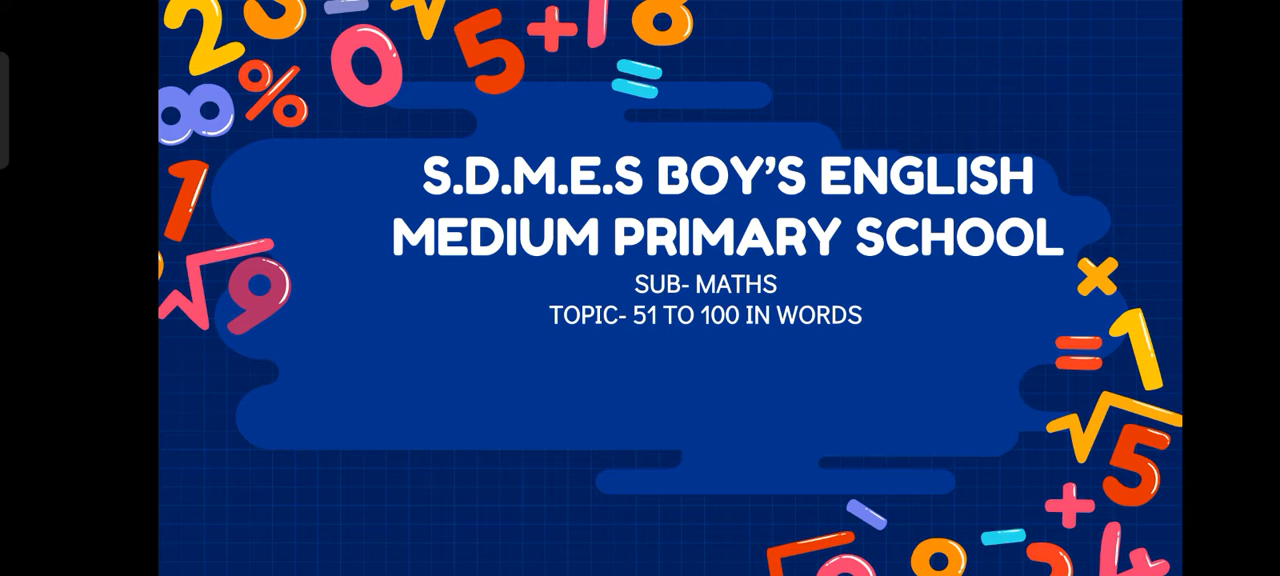 S.D.M.E.S BOY'S ENGLISH
MEDIUM PRIMARY SCHOOL
SUB- MATHS
TOPIC- 51 TO 100 IN WORDS